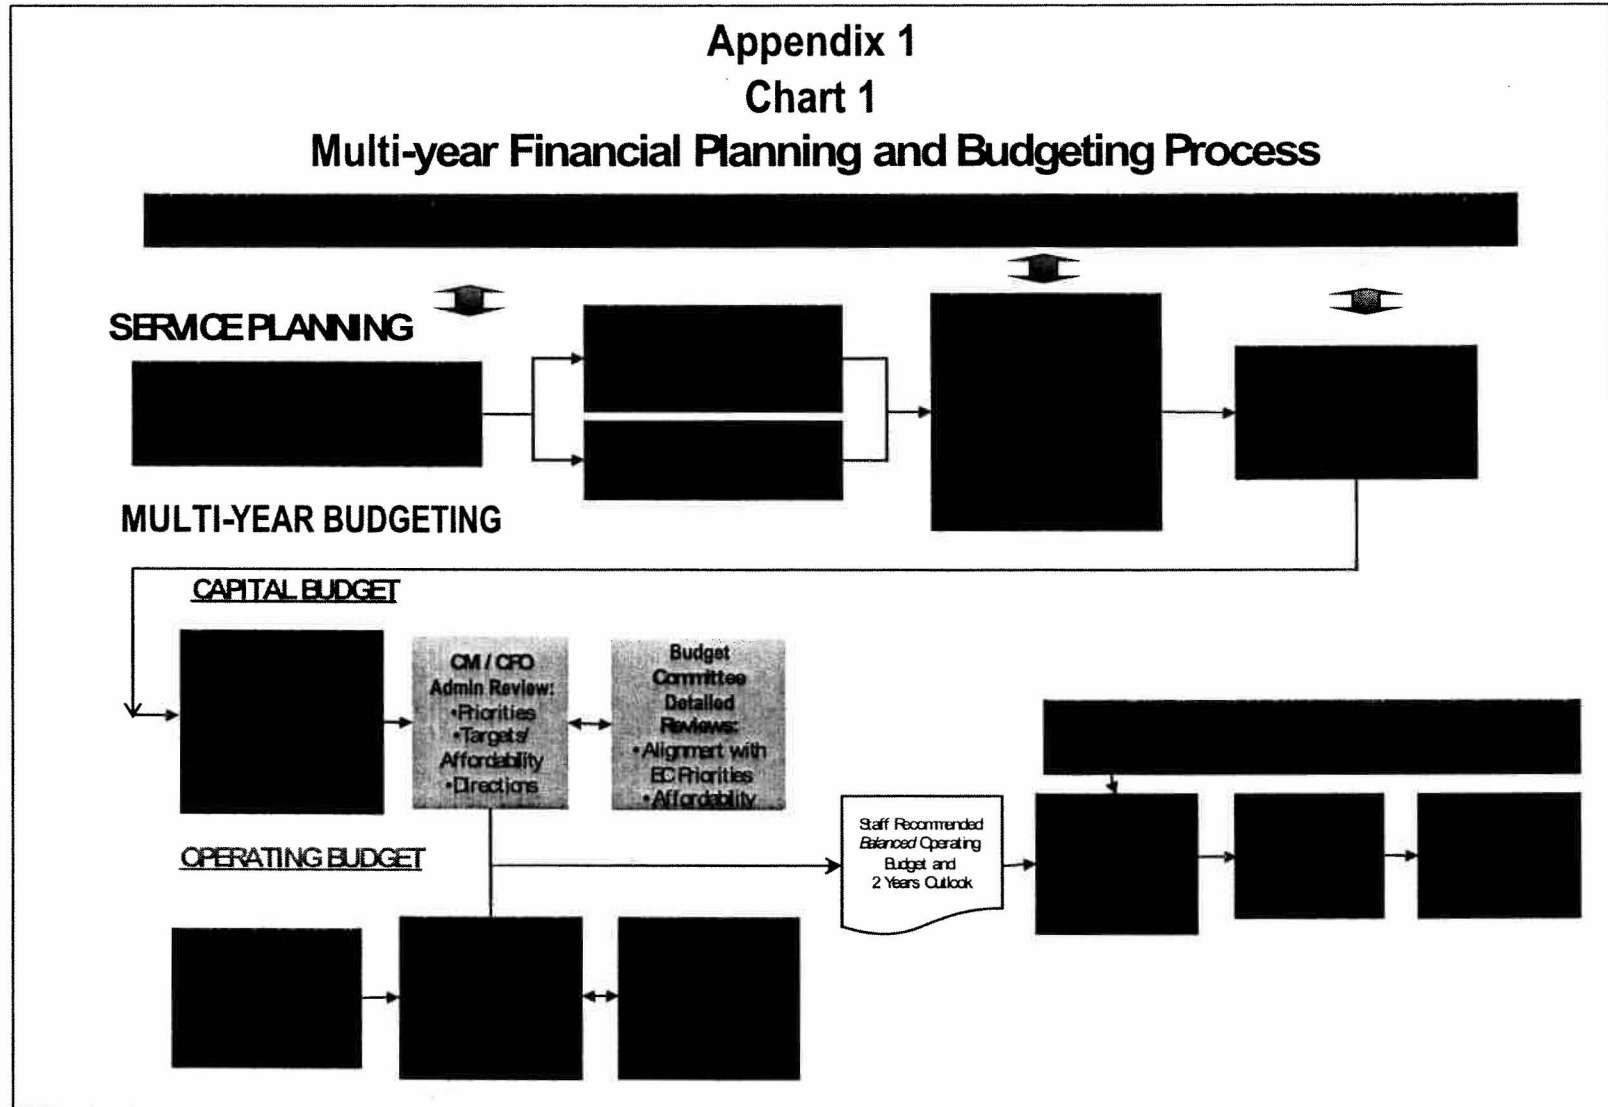 Appendix 1
Chart 1
Multi-year Financial Planning and Budgeting Process
SERVICE PLANNING
MULTI-YEAR BUDGETING
CAPITAL BUDGET
CM / CFO
Admin Review:
•Priorities
•Targets/
Affordability
•Directions
Budget
Committee
Detailed
Reviews:
•Alignment with
EC Priorities
•Affordability
Staff Recommended
Balanced Operating
Budget and
2 Years Outlook
OPERATING BUDGET